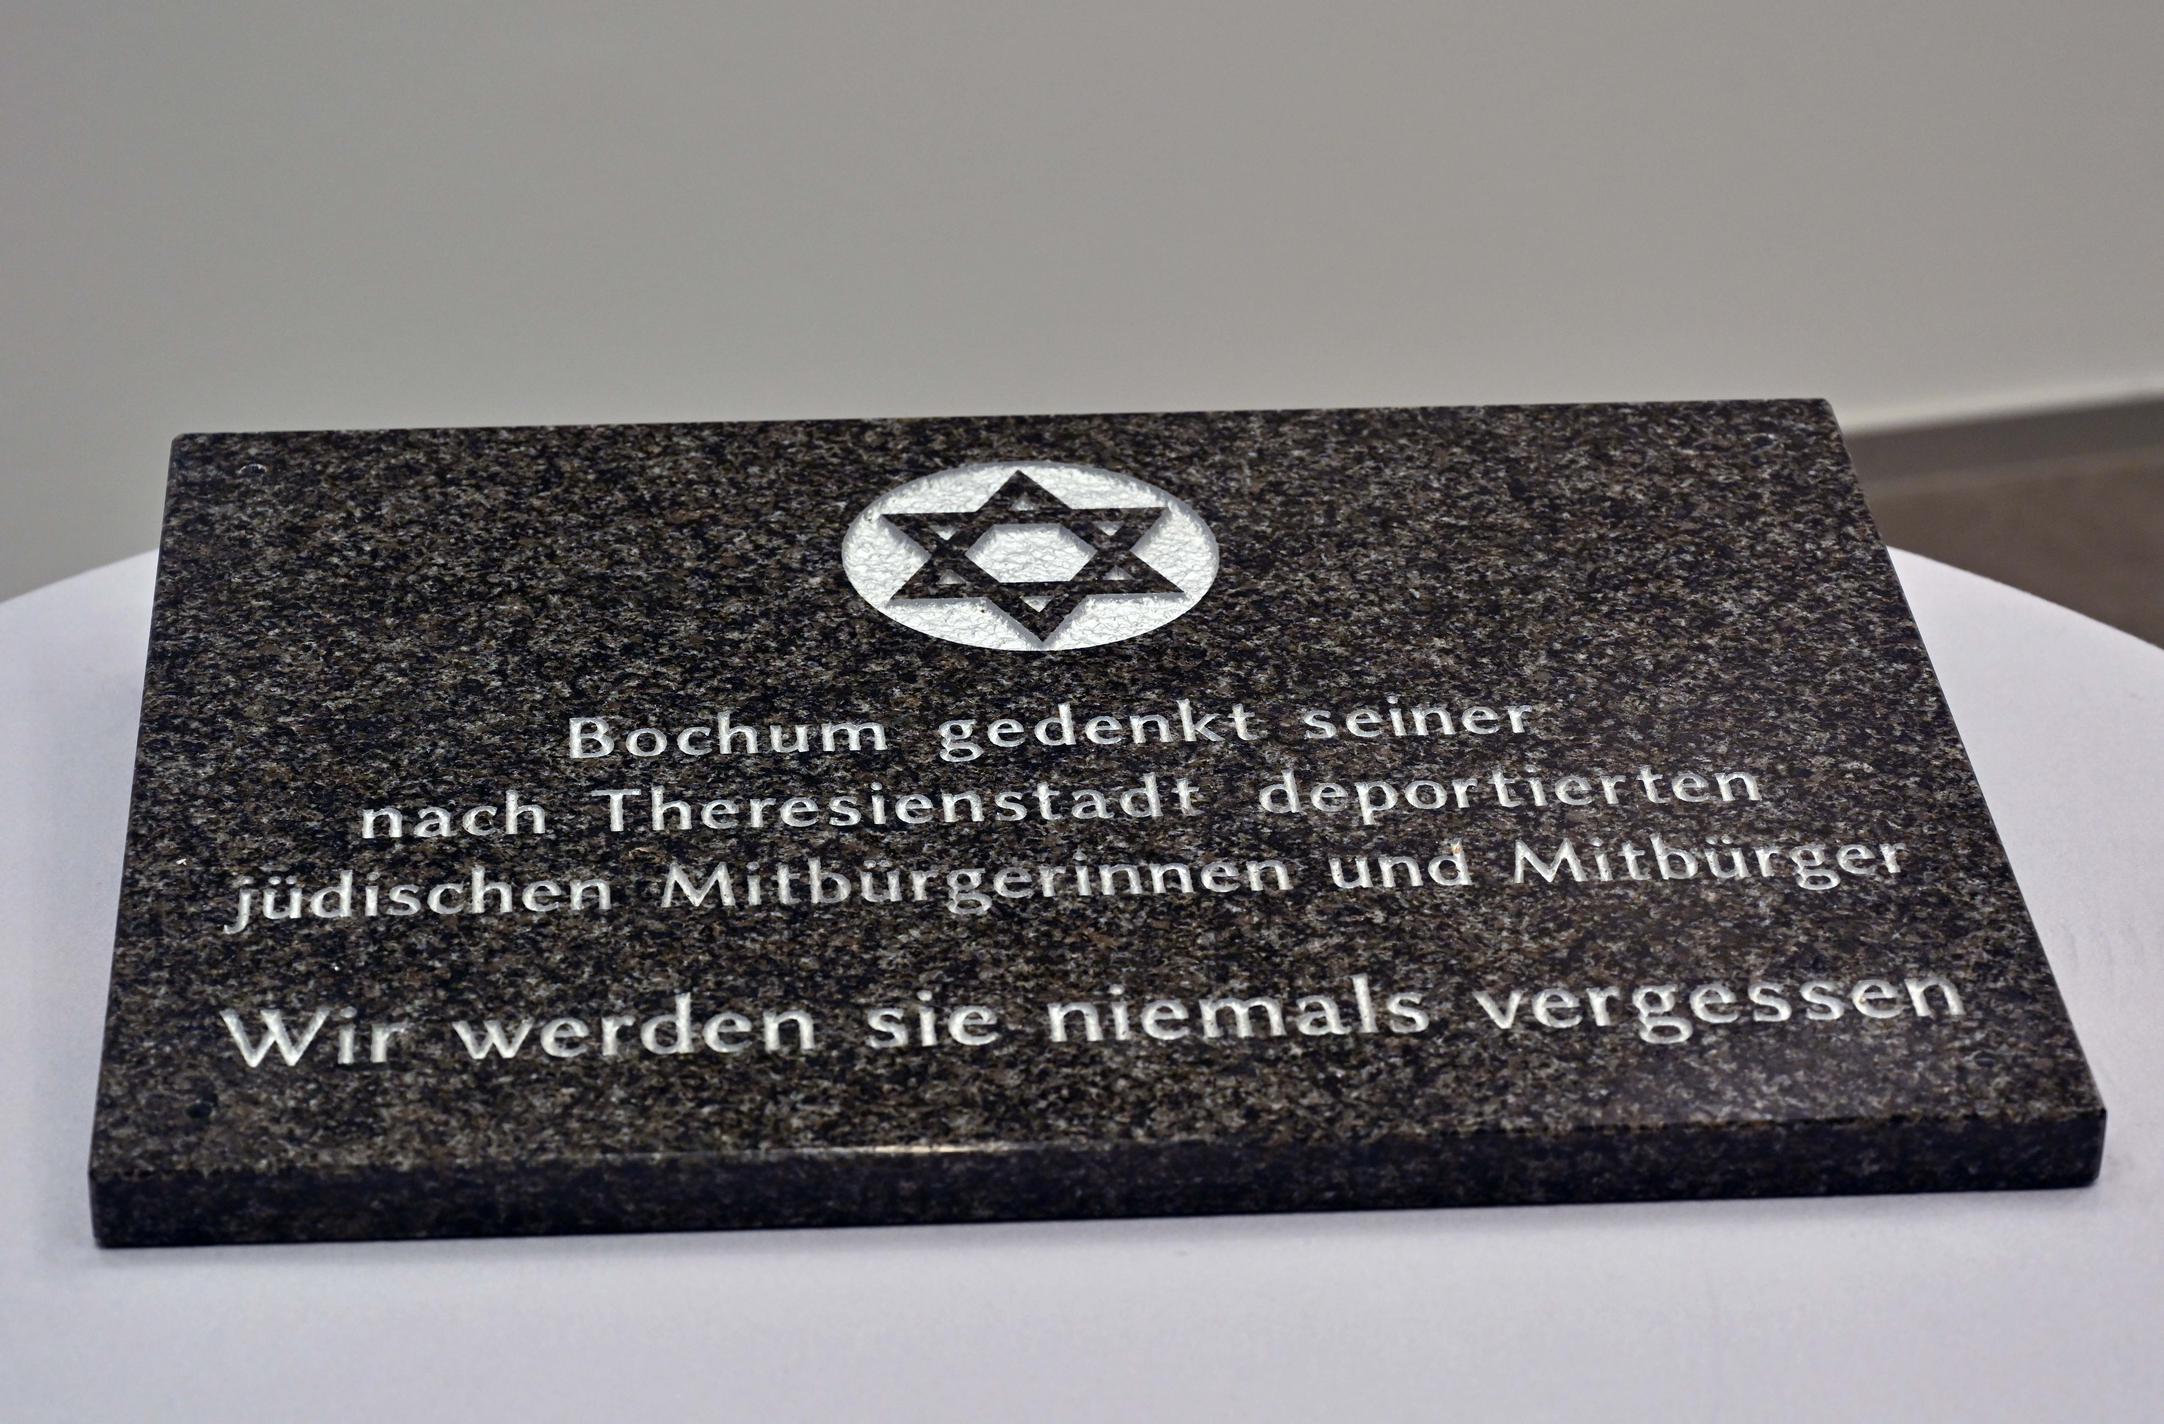 Bochum gedenkt seiner
nach Theresienstadt deportierten
jüdischen Mitbürgerinnen und Mitbürger
Wir werden sie niemals vergessen